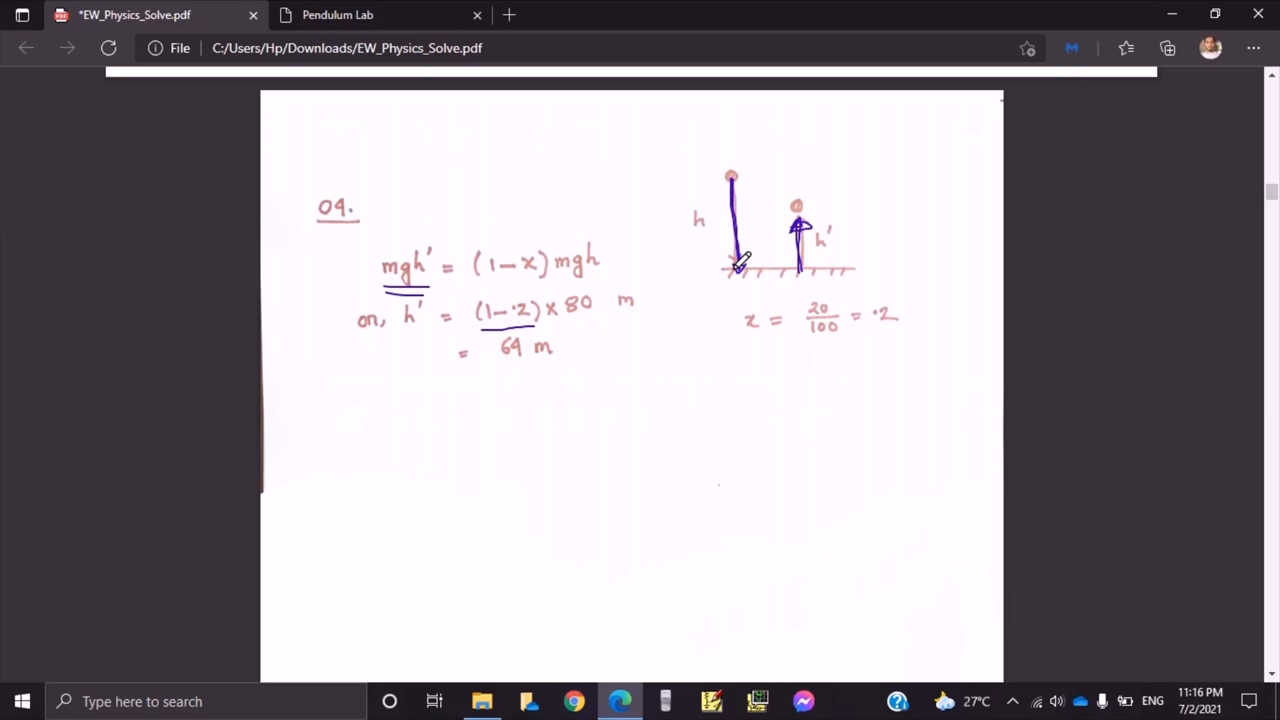 *EW_Physics_Solve.pdf
Pendulum Lab
File
C:/Users/Hp/Downloads/EW_Physics_Solve.pdf
04.
mgh' = (1-x) mgh
or, h' = (1-.2) × 80 m
= 64 m
h
h'
x = 20/100 = .2
Type here to search
27°C
ENG
11:16 PM
7/2/2021